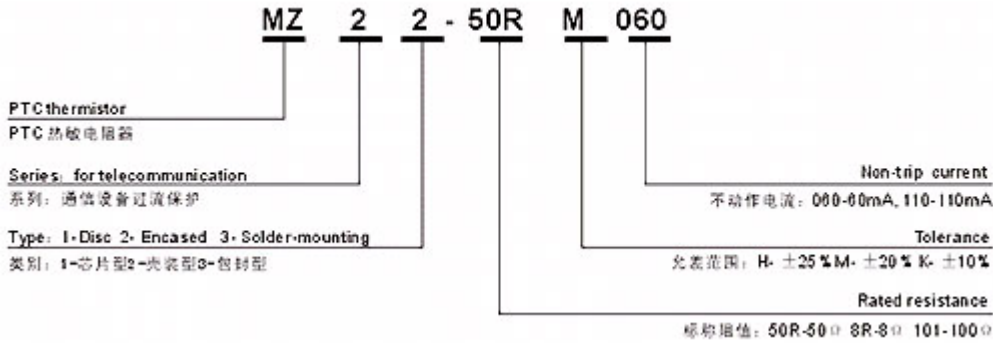 MZ 2 2 - 50R M 060
PTC thermistor
PTC 热敏电阻器
Series: for telecommunication
系列: 通信设备过流保护
Type: 1-Disc 2- Encased 3- Solder-mounting
类别: 1-芯片型2-壳装型3-包封型
Non-trip current
不动作电流: 060-60mA, 110-110mA
Tolerance
允差范围: H- ±25% M- ±20% K- ±10%
Rated resistance
标称阻值: 50R-50Ω 8R-8Ω 101-100Ω